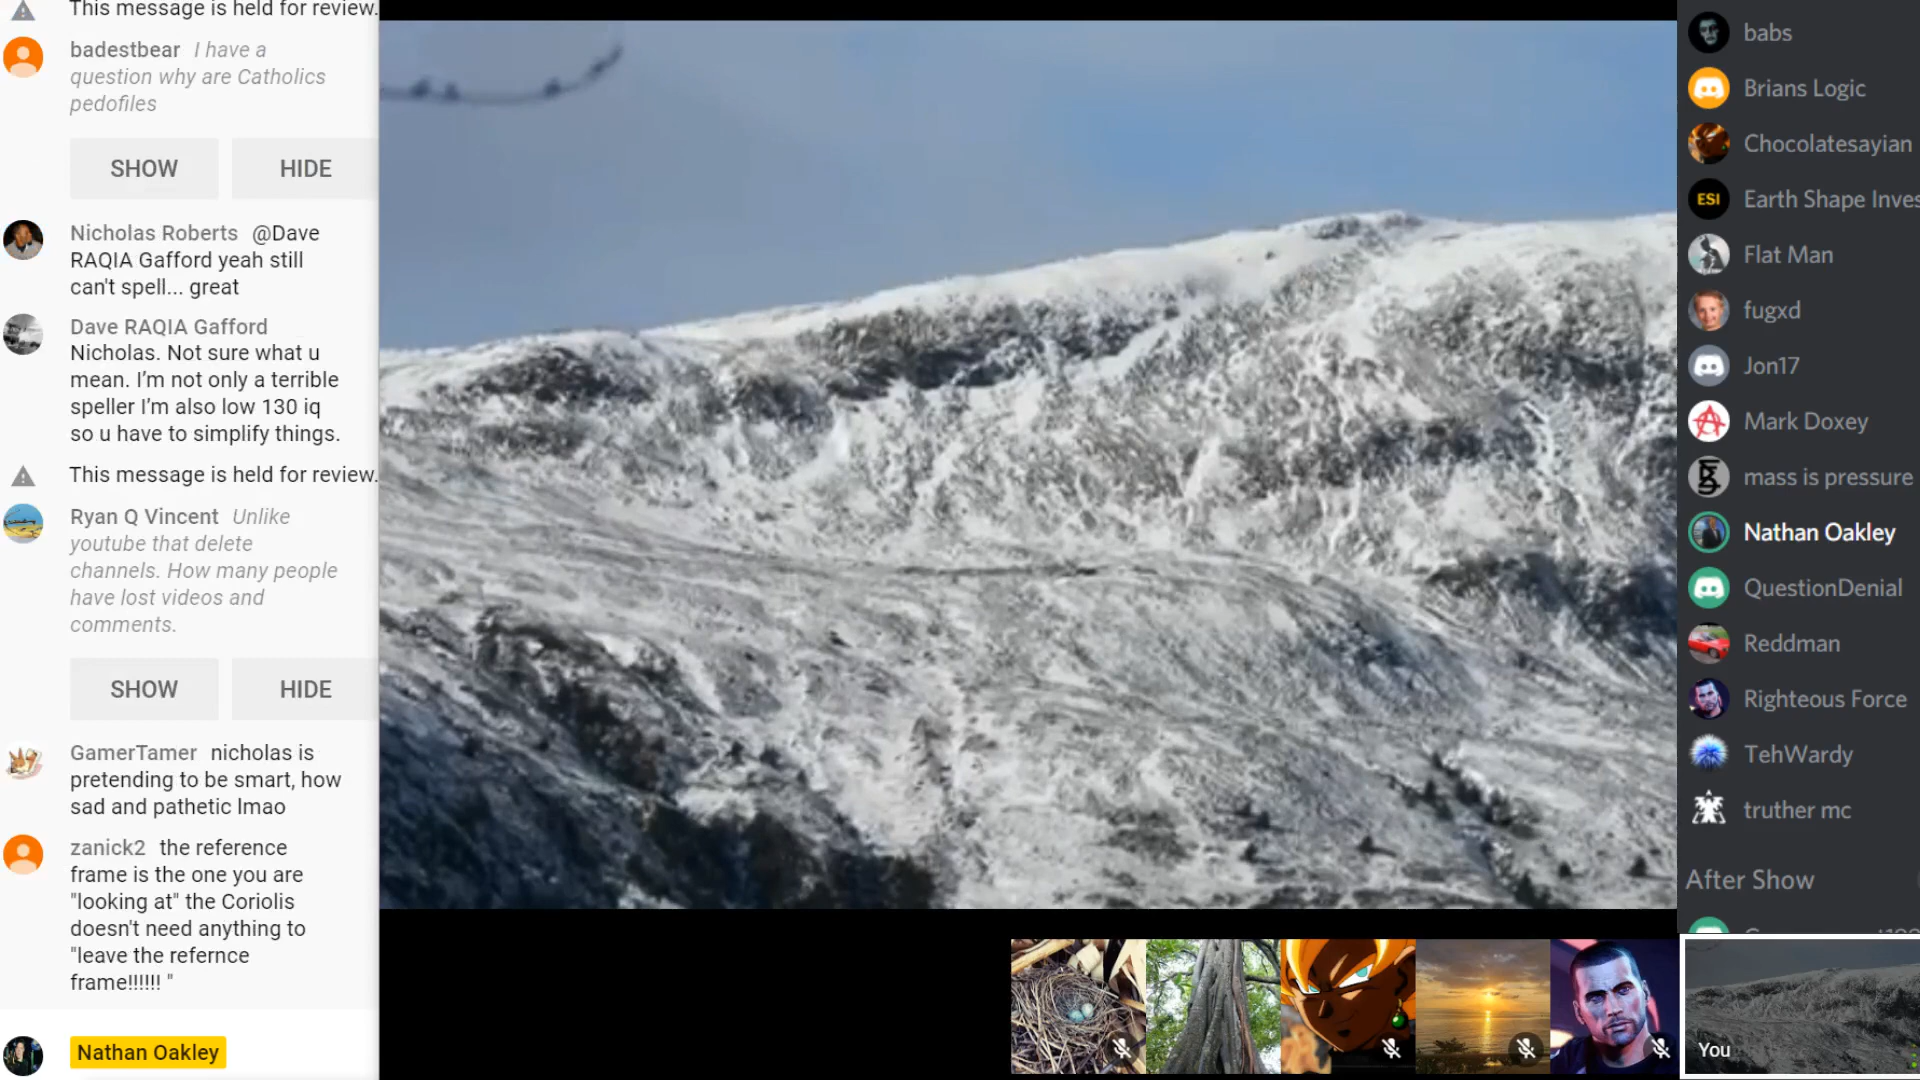 This message is held for review.
badestbear I have a
question why are Catholics
pedofiles
SHOW HIDE
Nicholas Roberts @Dave
RAQIA Gafford yeah still
can't spell... great
Dave RAQIA Gafford
Nicholas. Not sure what u
mean. I’m not only a terrible
speller I’m also low 130 iq
so u have to simplify things.
This message is held for review.
Ryan Q Vincent Unlike
youtube that delete
channels. How many people
have lost videos and
comments.
SHOW HIDE
GamerTamer nicholas is
pretending to be smart, how
sad and pathetic lmao
zanick2 the reference
frame is the one you are
"looking at" the Coriolis
doesn't need anything to
"leave the refernce
frame!!!!!! "
Nathan Oakley
babs
Brians Logic
Chocolatesayian
ESI
Earth Shape Inves
Flat Man
fugxd
Jon17
Mark Doxey
mass is pressure
Nathan Oakley
QuestionDenial
Reddman
Righteous Force
TehWardy
truther mc
After Show
You